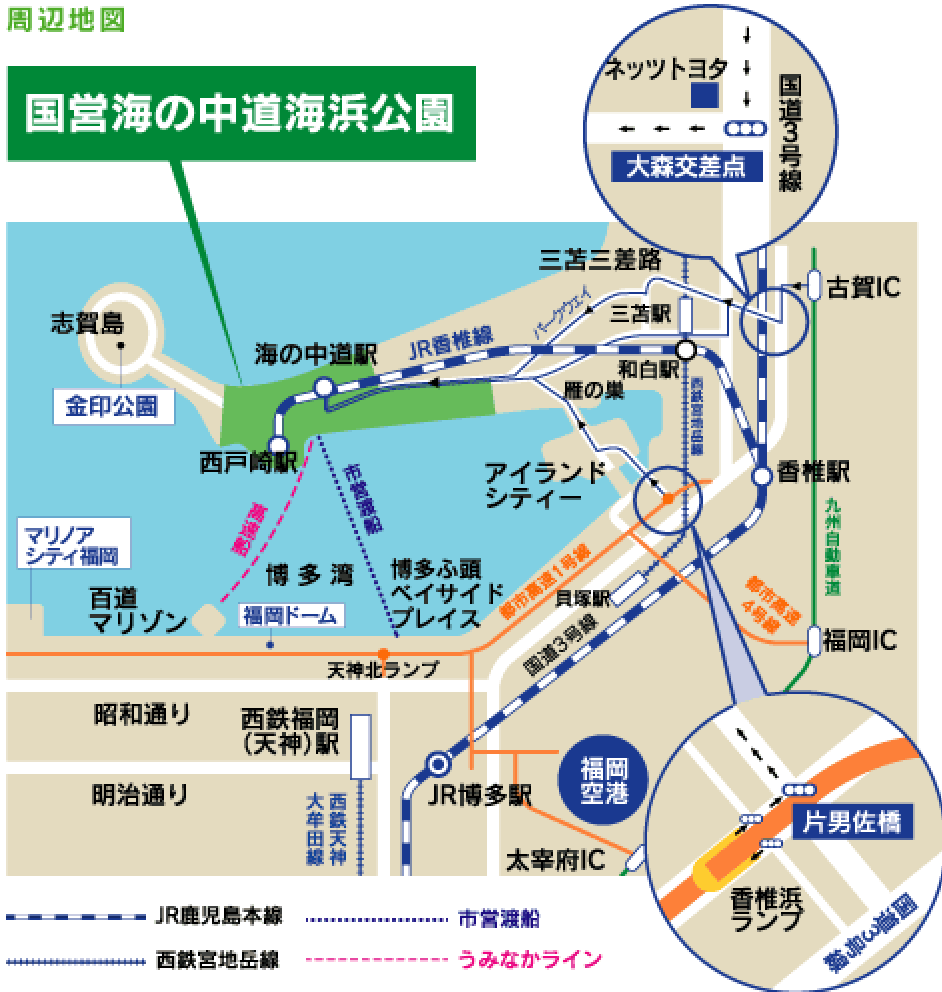 周辺地図
国営海の中道海浜公園
ネッツトヨタ
国道3号線
大森交差点
三苫三差路
パークウェイ
三苫駅
古賀IC
志賀島
海の中道駅
JR香椎線
和白駅
金印公園
雁の巣
西鉄宮地岳線
西戸崎駅
市営渡船
アイランド
シティー
香椎駅
九州自動車道
マリノア
シティ福岡
博多湾
博多ふ頭
ベイサイド
プレイス
都市高速1号線
百道
マリゾン
福岡ドーム
貝塚駅
都市高速
4号線
国道3号線
福岡IC
天神北ランプ
昭和通り
西鉄福岡
(天神)駅
明治通り
西鉄天神
大牟田線
JR博多駅
福岡
空港
太宰府IC
片男佐橋
香椎浜
ランプ
国道3号線
JR鹿児島本線
市営渡船
西鉄宮地岳線
うみなかライン